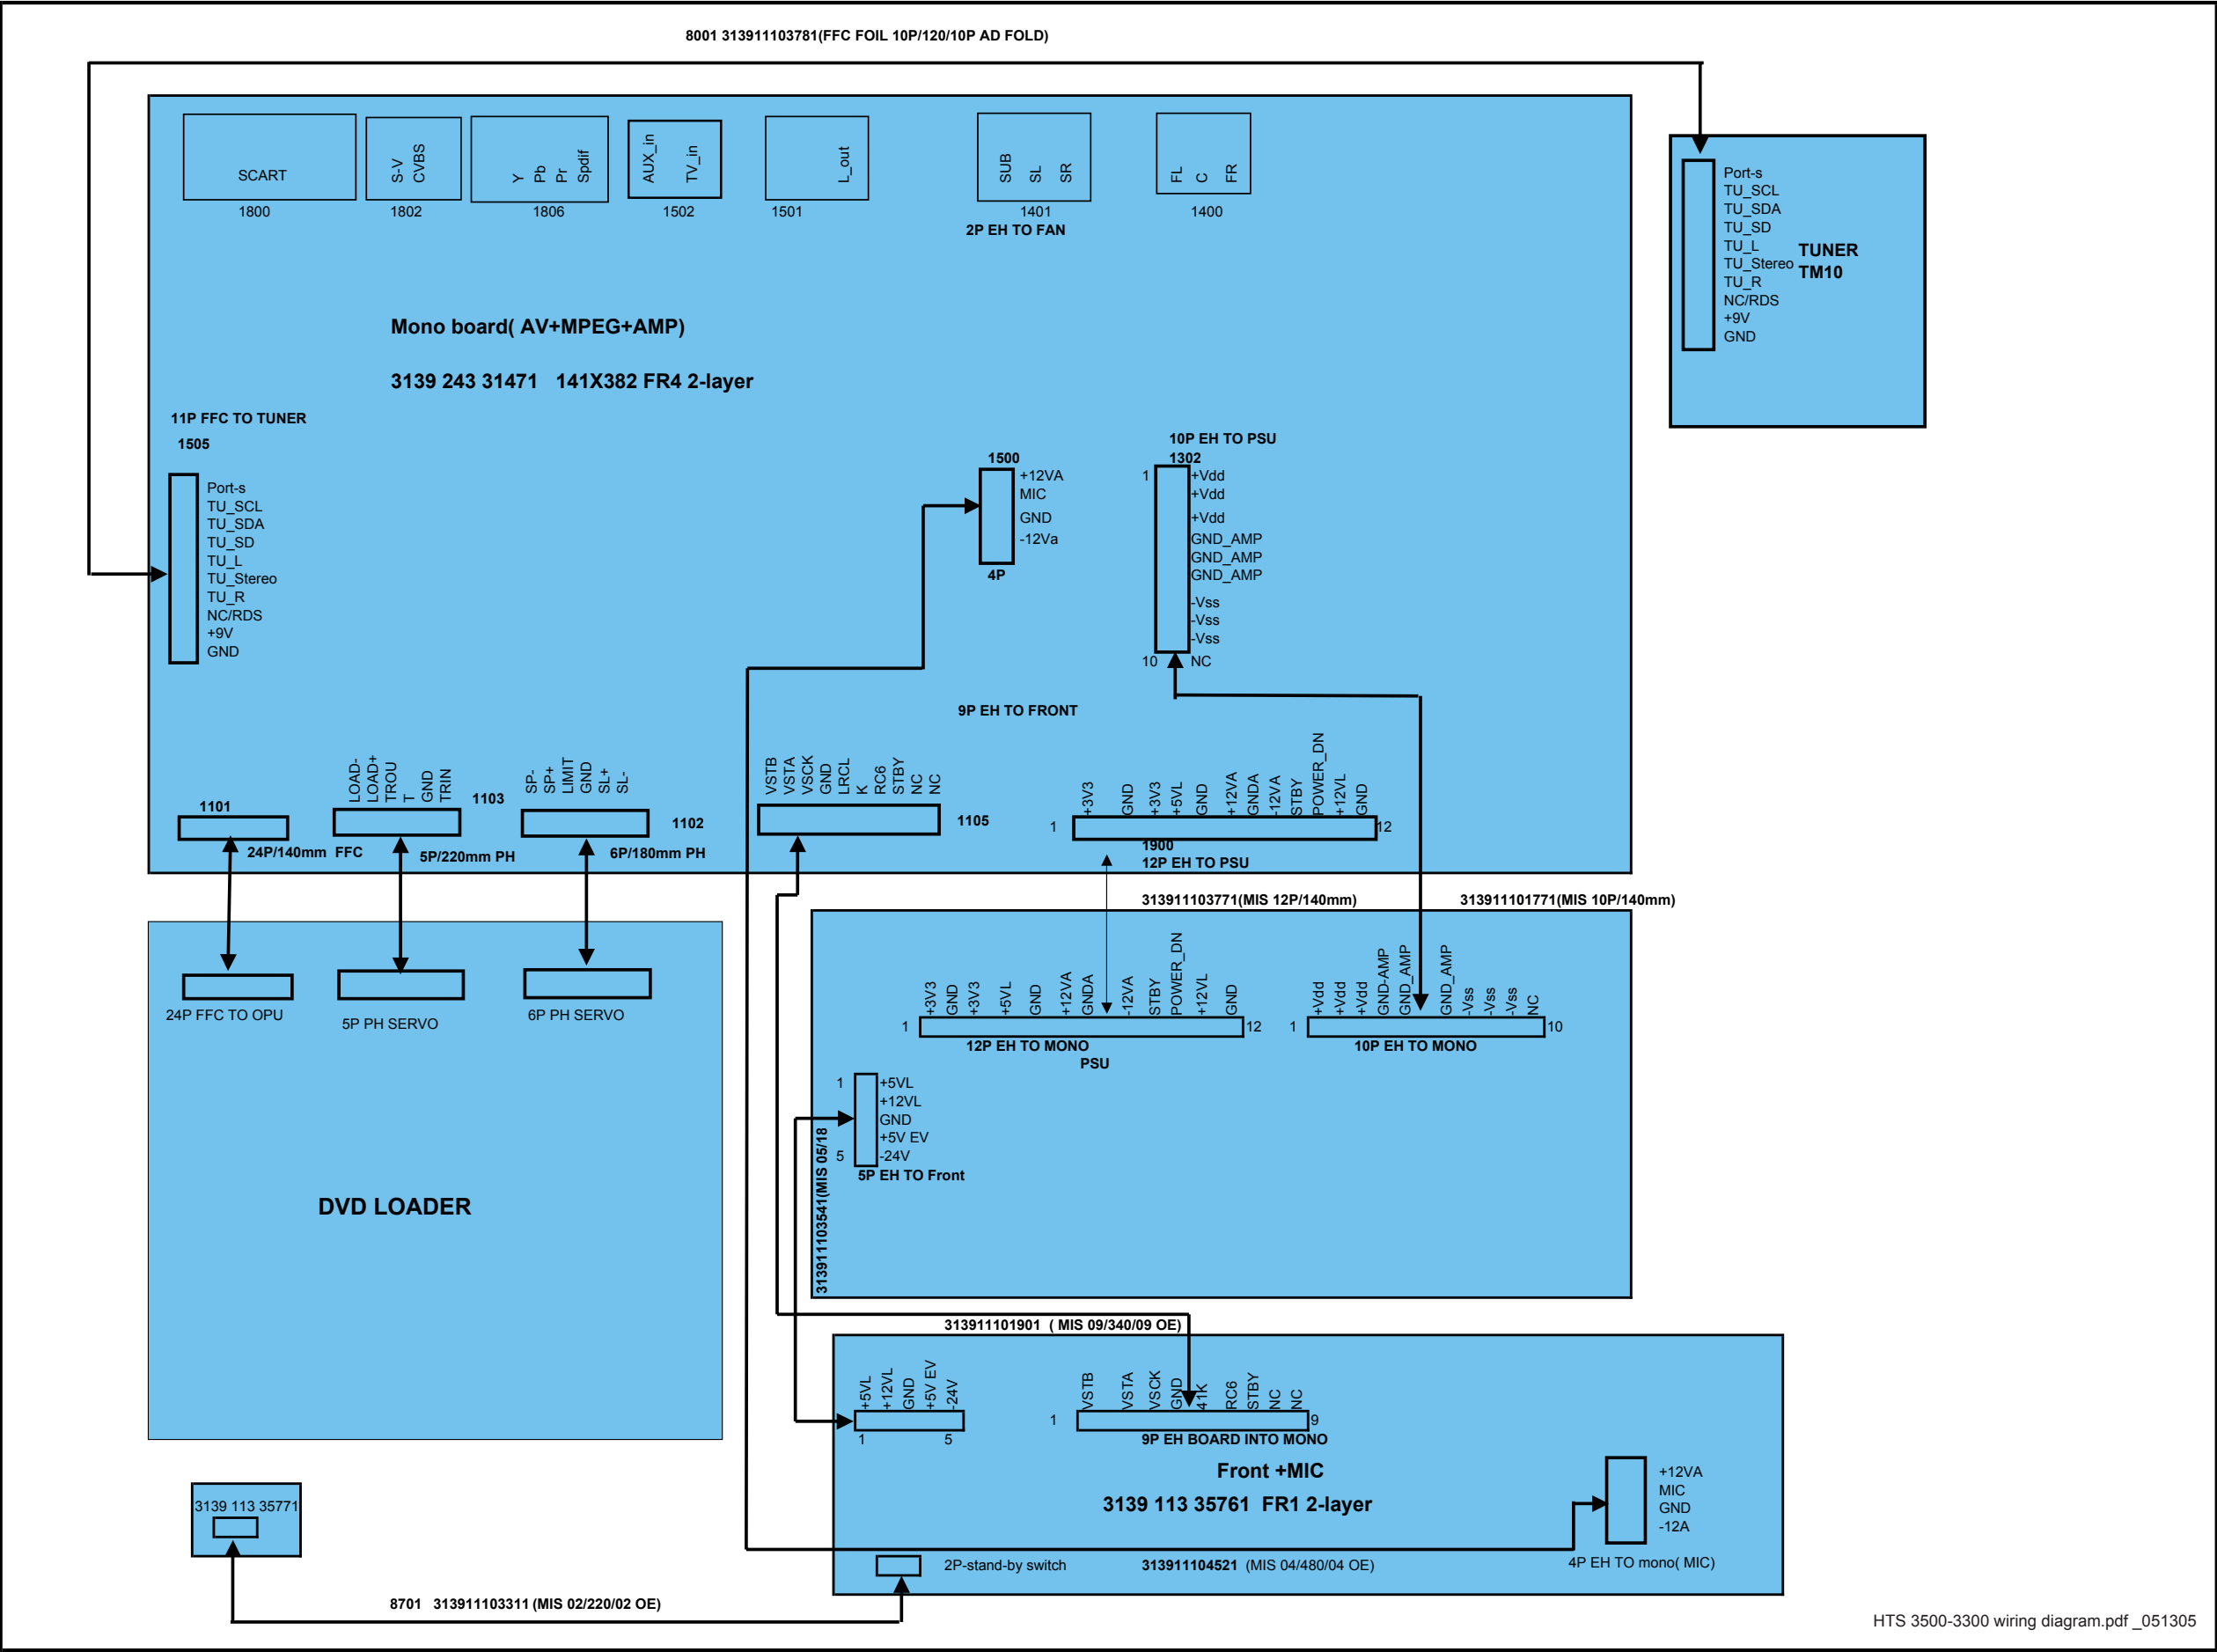 8001 313911103781(FFC FOIL 10P/120/10P AD FOLD)
SCART
1800
S-V
CVBS
1802
Y
Pb
Pr
Spdif
1806
AUX_in
TV_in
1502
L_out
1501
SUB
SL
SR
1401
2P EH TO FAN
FL
C
FR
1400
Port-s
TU_SCL
TU_SDA
TU_SD
TU_L
TU_Stereo
TU_R
NC/RDS
+9V
GND
TUNER
TM10
Mono board( AV+MPEG+AMP)
3139 243 31471 141X382 FR4 2-layer
11P FFC TO TUNER
1505
Port-s
TU_SCL
TU_SDA
TU_SD
TU_L
TU_Stereo
TU_R
NC/RDS
+9V
GND
1500
+12VA
MIC
GND
-12Va
4P
10P EH TO PSU
1302
1
+Vdd
+Vdd
+Vdd
GND_AMP
GND_AMP
GND_AMP
-Vss
-Vss
-Vss
10 NC
9P EH TO FRONT
1101
24P/140mm FFC
LOAD-
LOAD+
TROU
T
GND
TRIN
1103
5P/220mm PH
SP-
SP+
LIMIT
GND
SL+
SL-
1102
6P/180mm PH
VSTB
VSTA
VSCK
GND
LRCL
K
RC6
STBY
NC
NC
1105
+3V3
GND
+3V3
+5VL
GND
+12VA
GNDA
-12VA
STBY
POWER_DN
+12VL
GND
1
12
1900
12P EH TO PSU
313911103771(MIS 12P/140mm)
313911101771(MIS 10P/140mm)
24P FFC TO OPU
5P PH SERVO
6P PH SERVO
DVD LOADER
+3V3
GND
+3V3
+5VL
GND
+12VA
GNDA
-12VA
STBY
POWER_DN
+12VL
GND
1
12
12P EH TO MONO
PSU
+Vdd
+Vdd
+Vdd
GND-AMP
GND_AMP
GND_AMP
-Vss
-Vss
-Vss
NC
1
10
10P EH TO MONO
1
+5VL
+12VL
GND
+5V EV
5
-24V
5P EH TO Front
313911103541(MIS 05/18
313911101901 ( MIS 09/340/09 OE)
+5VL
+12VL
GND
+5V EV
-24V
1
5
VSTB
VSTA
VSCK
GND
41K
RC6
STBY
NC
NC
1
9
9P EH BOARD INTO MONO
Front +MIC
3139 113 35761 FR1 2-layer
+12VA
MIC
GND
-12A
4P EH TO mono( MIC)
2P-stand-by switch
313911104521 (MIS 04/480/04 OE)
3139 113 35771
8701 313911103311 (MIS 02/220/02 OE)
HTS 3500-3300 wiring diagram.pdf _051305